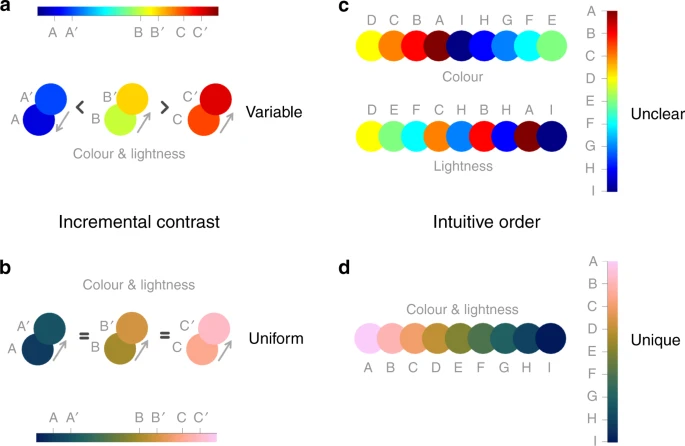 a
A A′ B B′ C C′
A′ B′ C′
A < B > C
Variable
Colour & lightness
Incremental contrast
b
Colour & lightness
A′ B′ C′
A = B = C
Uniform
A A′ B B′ C C′
c
D C B A I H G F E
Colour
D E F C H B H A I
Lightness
A
B
C
D
E
F
G
H
I
Unclear
Intuitive order
d
Colour & lightness
A B C D E F G H I
A
B
C
D
E
F
G
H
I
Unique